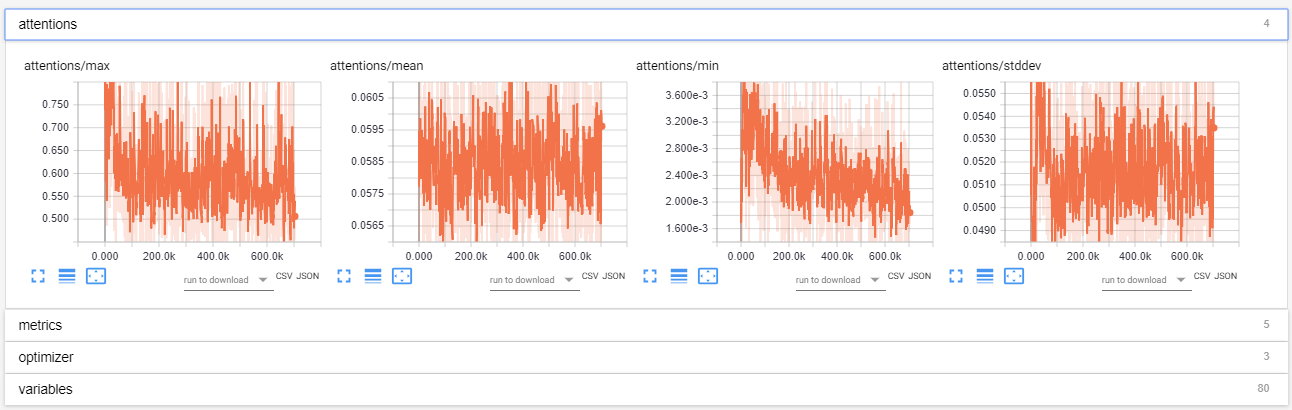 attentions 4
attentions/max attentions/mean attentions/min attentions/stddev
0.750
0.700
0.650
0.600
0.550
0.500
0.000 200.0k 400.0k 600.0k
run to download CSV JSON
0.0605
0.0595
0.0585
0.0575
0.0565
0.000 200.0k 400.0k 600.0k
run to download CSV JSON
3.600e-3
3.200e-3
2.800e-3
2.400e-3
2.000e-3
1.600e-3
0.000 200.0k 400.0k 600.0k
run to download CSV JSON
0.0550
0.0530
0.0520
0.0510
0.0500
0.0490
0.000 200.0k 400.0k 600.0k
run to download CSV JSON
metrics 5
optimizer 3
variables 80